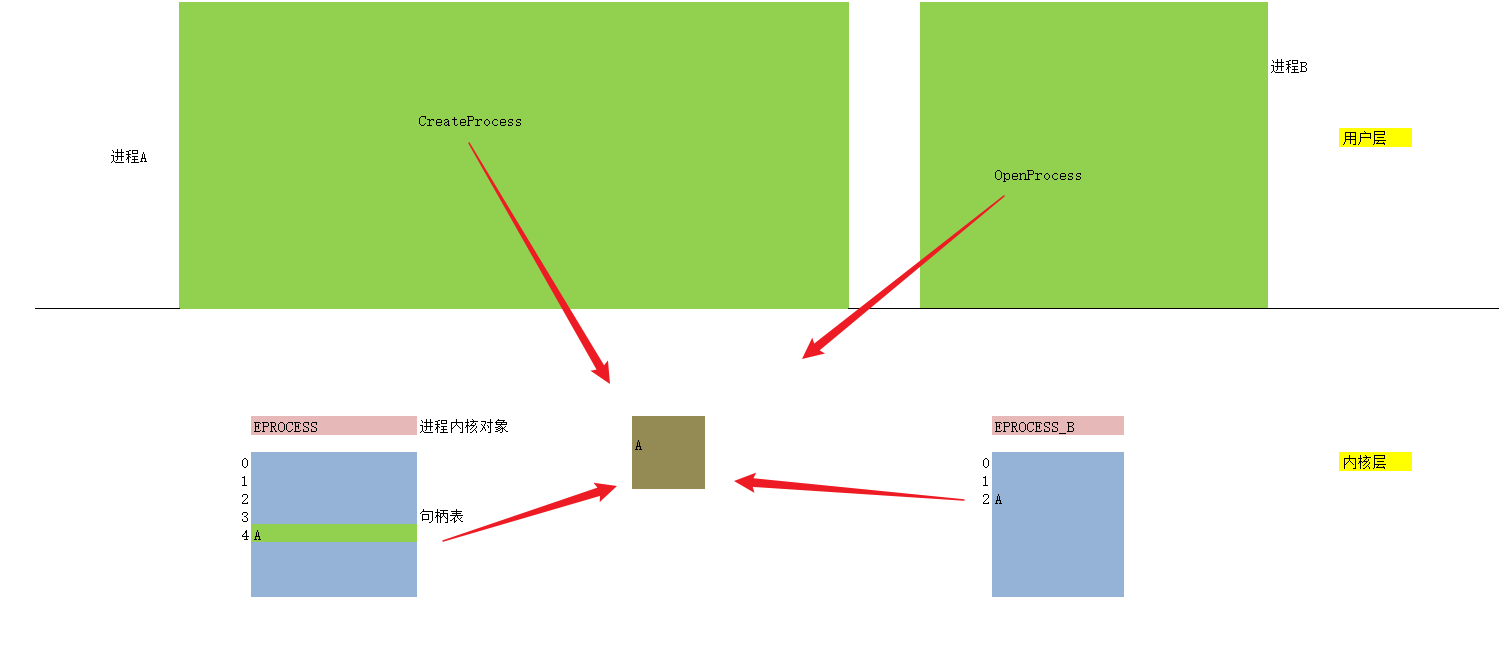 进程B
CreateProcess
用户层
进程A
OpenProcess
EPROCESS 进程内核对象
EPROCESS_B
A
0
1
2
3 句柄表
4 A
0
1
2 A
内核层